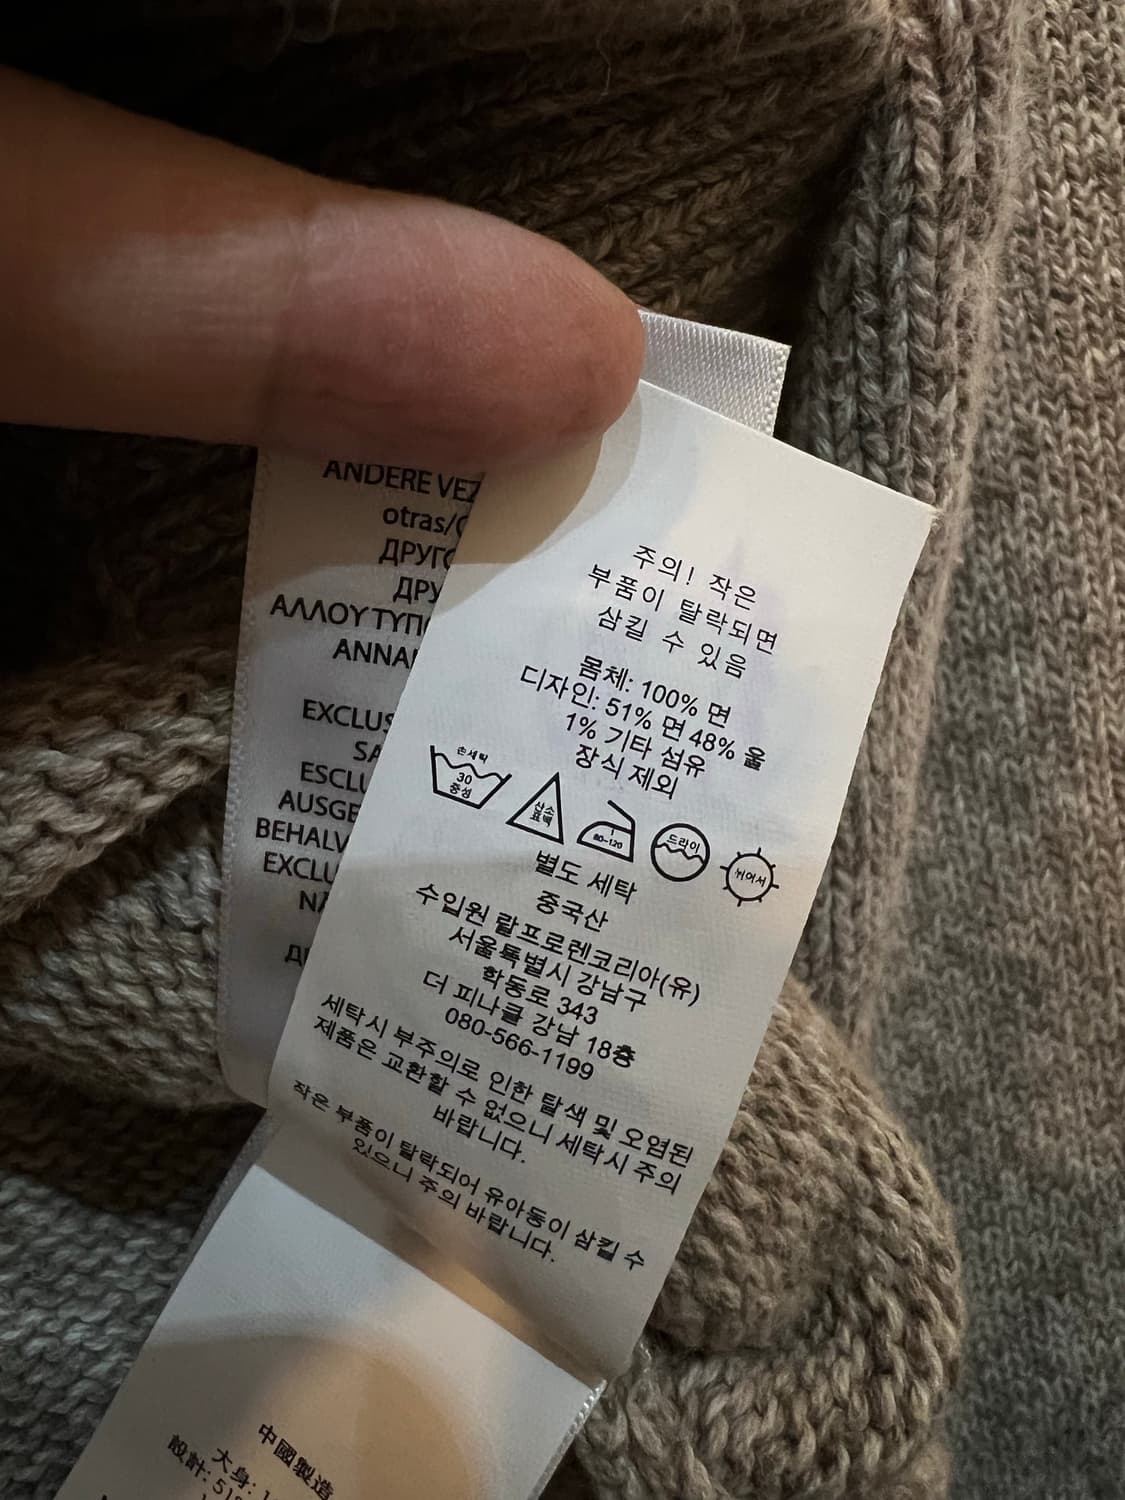 ANDERE VEZ
otras/
ДРУГО
ДРУ
ΑΛΛΟΥ ΤΥΠ
ANNA
EXCLUS
SA
ESCLU
AUSGE
BEHALV
EXCLU
주의! 작은
부품이 탈락되면
삼킬 수 있음
몸체: 100% 면
디자인: 51% 면 48% 울
1% 기타 섬유
장식 제외
손세탁
30
중성
산소
표백
80-120
드라이
뉘어서
별도 세탁
중국산
수입원 랄프로렌코리아(유)
서울특별시 강남구
학동로 343
더 피나클 강남 18층
080-566-1199
세탁시 부주의로 인한 탈색 및 오염된
제품은 교환할 수 없으니 세탁시 주의
바랍니다.
작은 부품이 탈락되어 유아동이 삼킬 수
있으니 주의 바랍니다.
中國製造
大身: 1
設計: 51